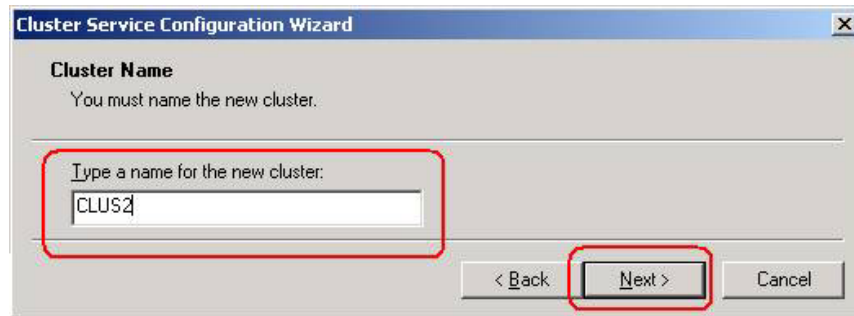 Cluster Service Configuration Wizard
Cluster Name
You must name the new cluster.
Type a name for the new cluster:
CLUS2
< Back Next > Cancel